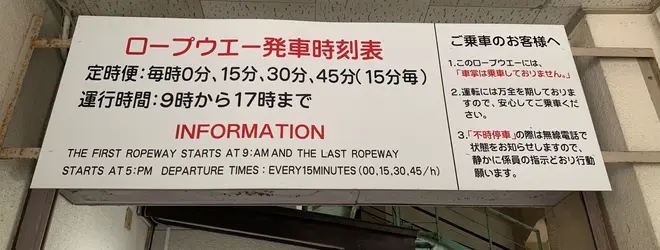 ロープウエー発車時刻表
定時便：毎時0分、15分、30分、45分（15分毎）
運行時間：9時から17時まで
INFORMATION
THE FIRST ROPEWAY STARTS AT 9:AM AND THE LAST ROPEWAY
STARTS AT 5:PM DEPARTURE TIMES : EVERY15MINUTES (00,15,30,45/h)
ご乗車のお客様へ
1.このロープウエーには、
「車掌は乗車しておりません。」
2.運転には万全を期しておりま
すので、安心してご乗車くだ
さい。
3.「不時停車」の際は無線電話で
状態をお知らせしますので、
静かに係員の指示どおり行動
願います。